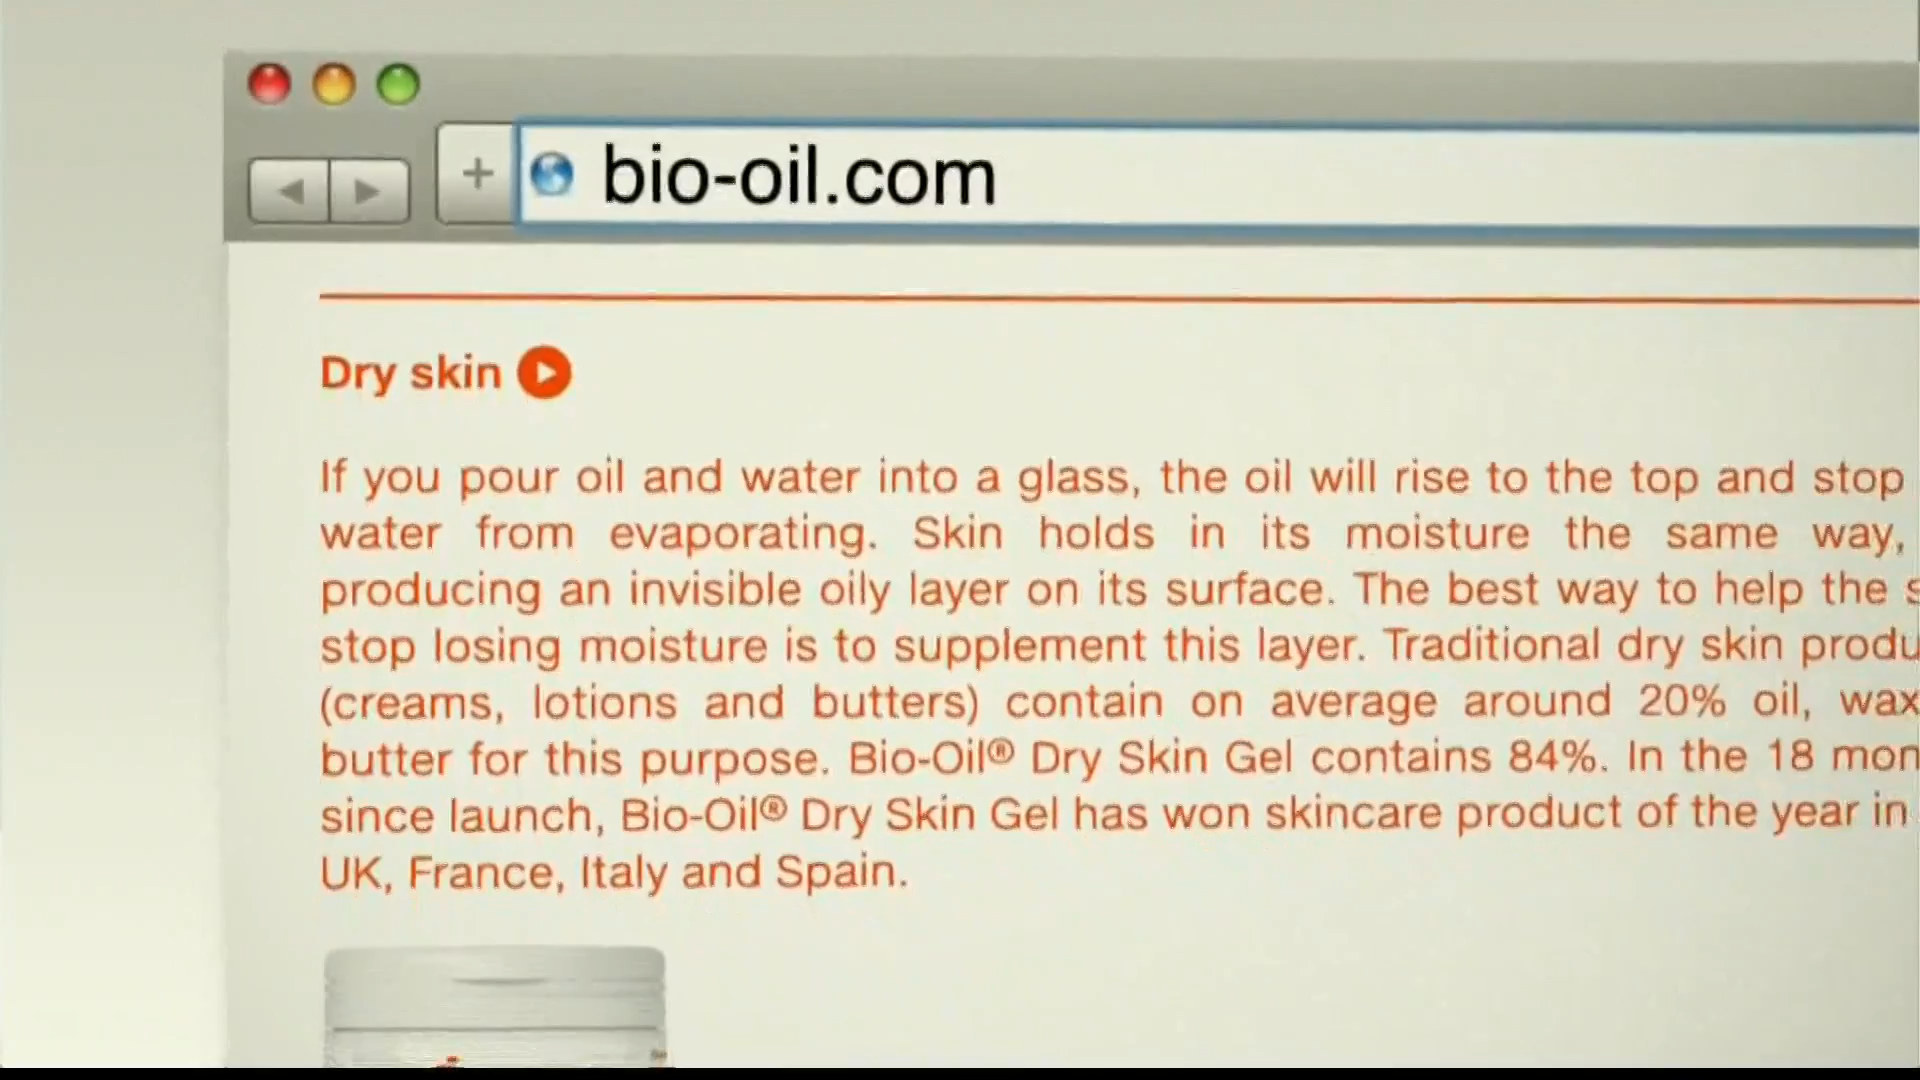 bio-oil.com
Dry skin
If you pour oil and water into a glass, the oil will rise to the top and stop
water from evaporating. Skin holds in its moisture the same way,
producing an invisible oily layer on its surface. The best way to help the
stop losing moisture is to supplement this layer. Traditional dry skin
(creams, lotions and butters) contain on average around 20% oil,
butter for this purpose. Bio-Oil® Dry Skin Gel contains 84%. In the 18
since launch, Bio-Oil® Dry Skin Gel has won skincare product of the year in
UK, France, Italy and Spain.